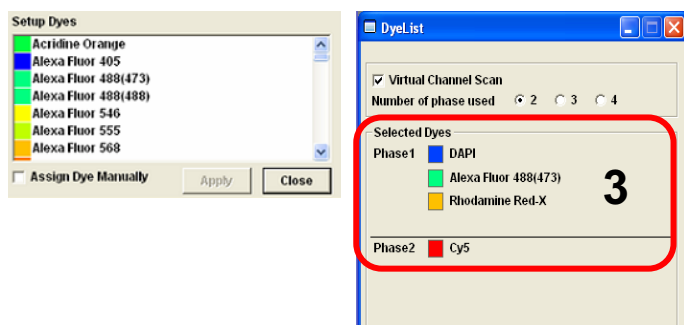 Setup Dyes
Acridine Orange
Alexa Fluor 405
Alexa Fluor 488(473)
Alexa Fluor 488(488)
Alexa Fluor 546
Alexa Fluor 555
Alexa Fluor 568
Assign Dye Manually Apply Close
DyeList
Virtual Channel Scan
Number of phase used 2 3 4
Selected Dyes
Phase1 DAPI
Alexa Fluor 488(473)
Rhodamine Red-X
3
Phase2 Cy5